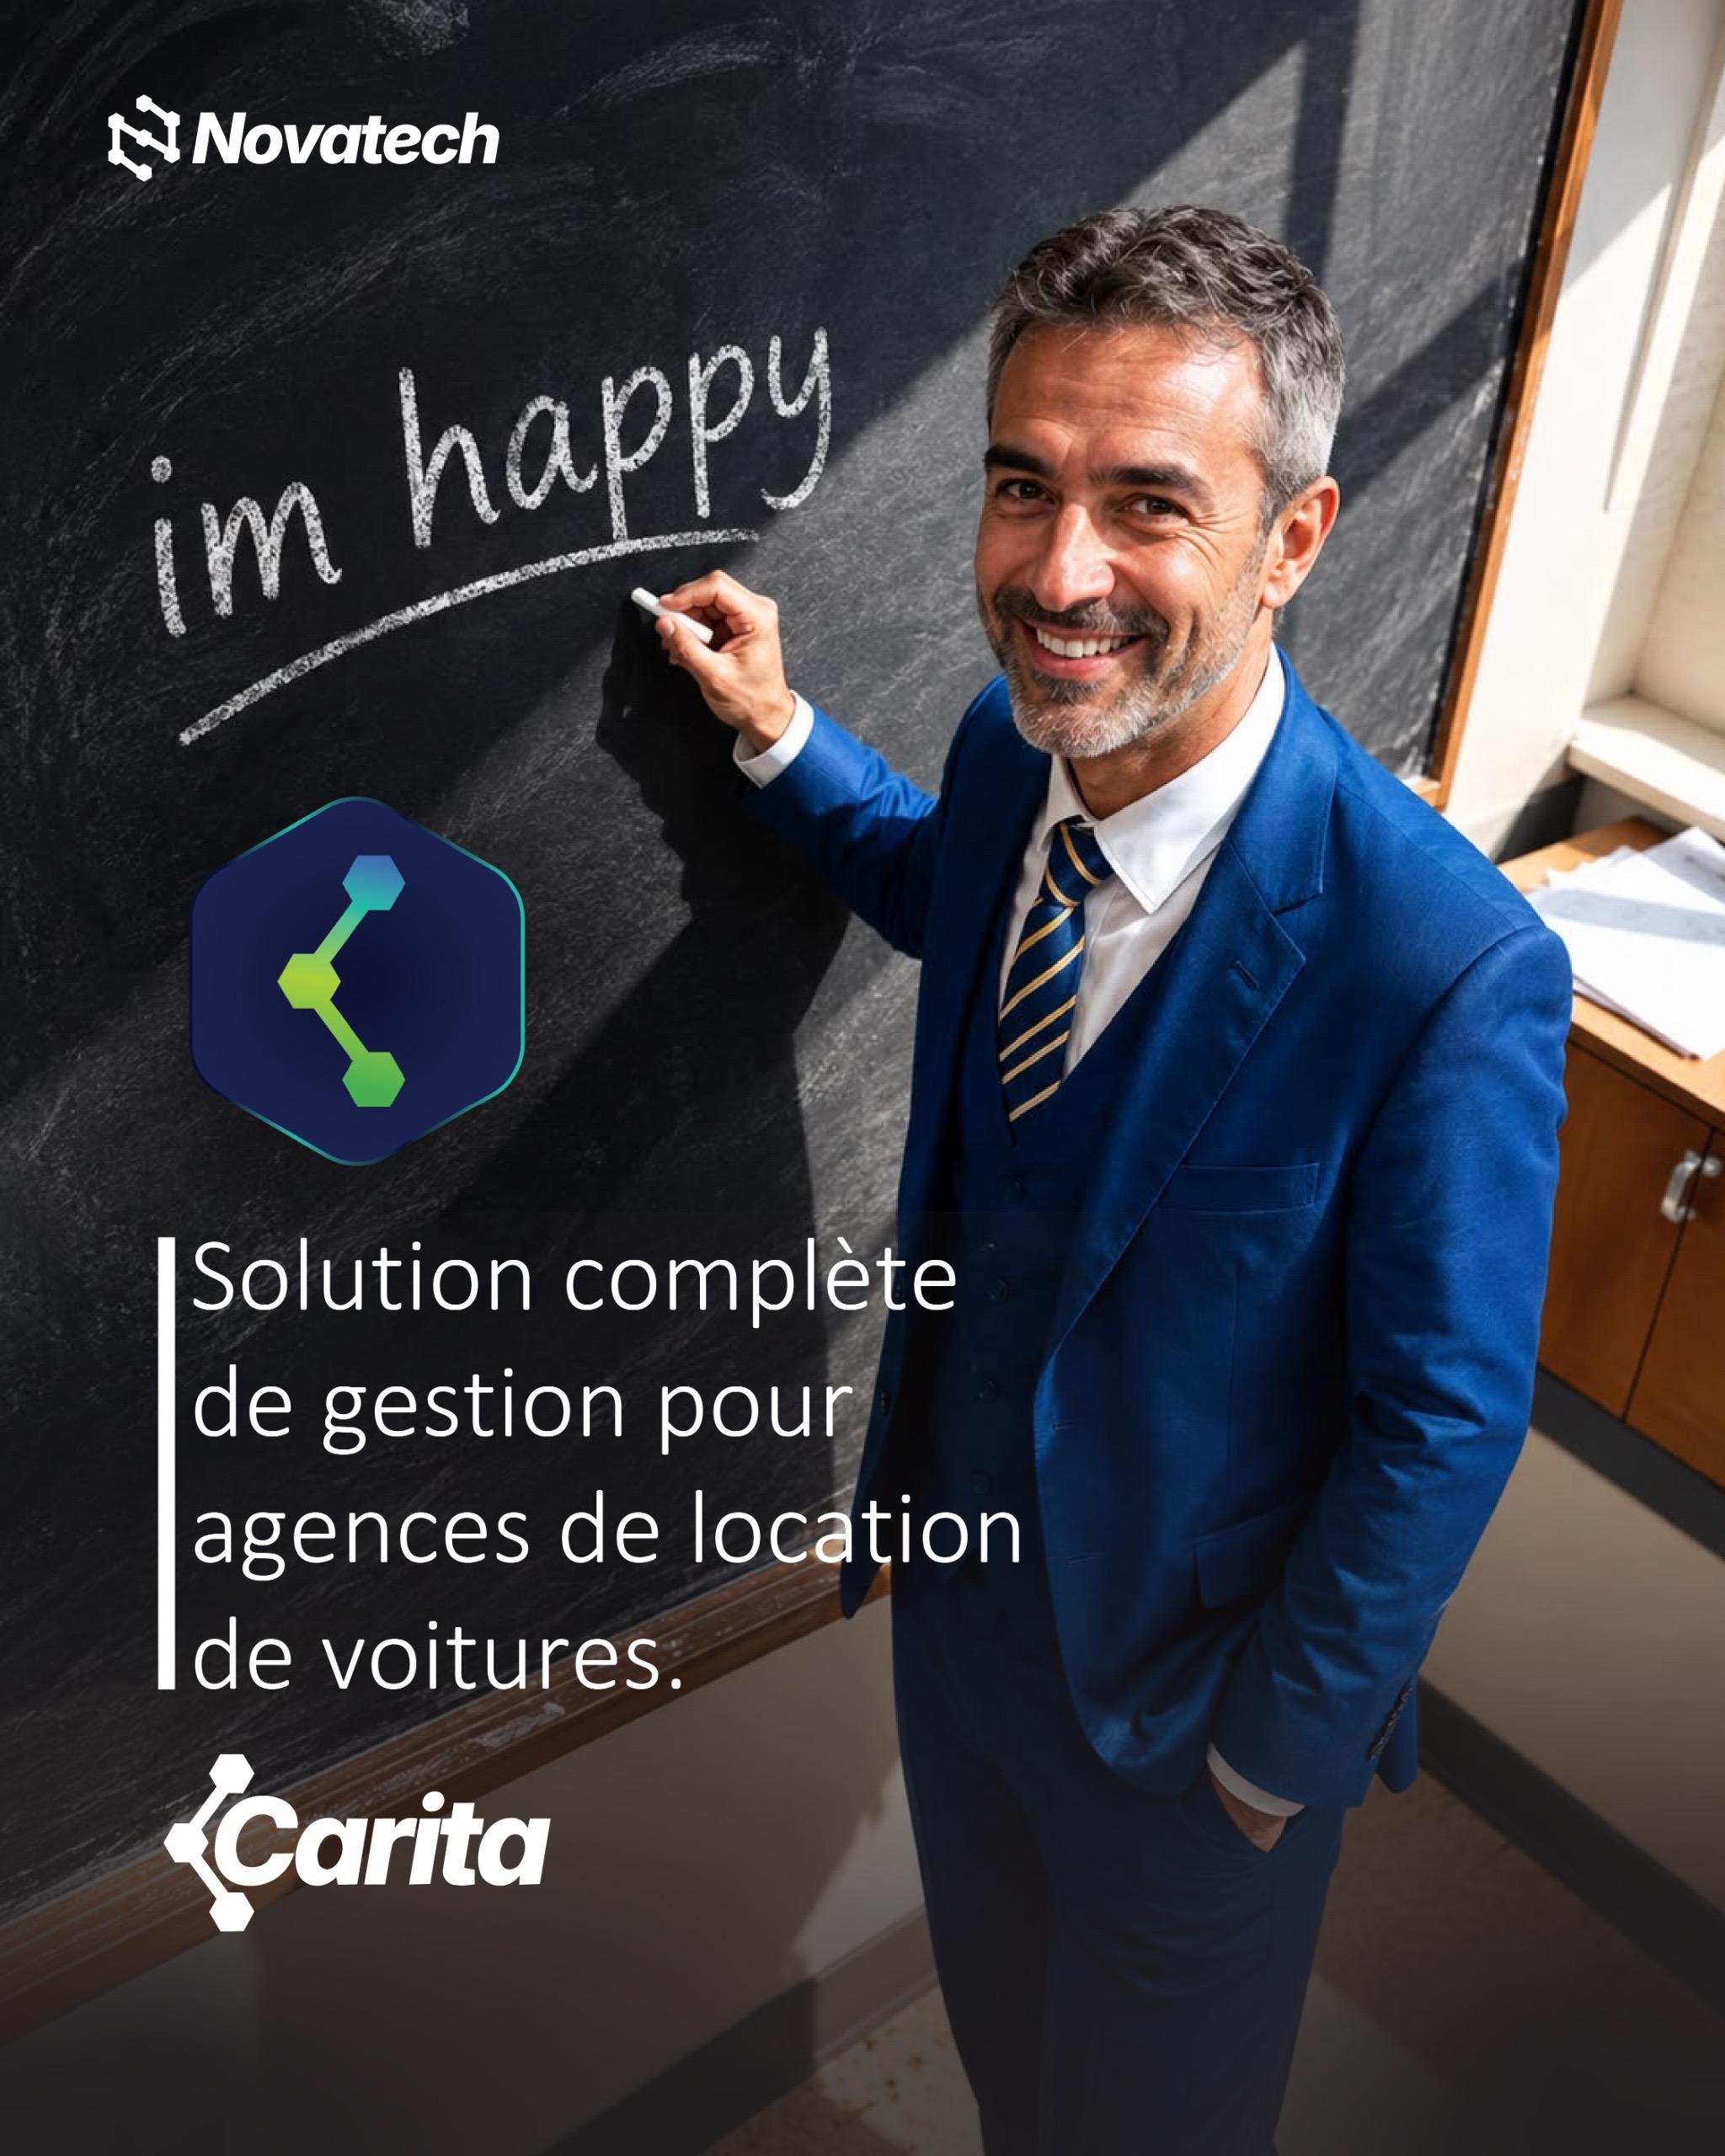 Novatech
im happy
Solution complète
de gestion pour
agences de location
de voitures.
Carita